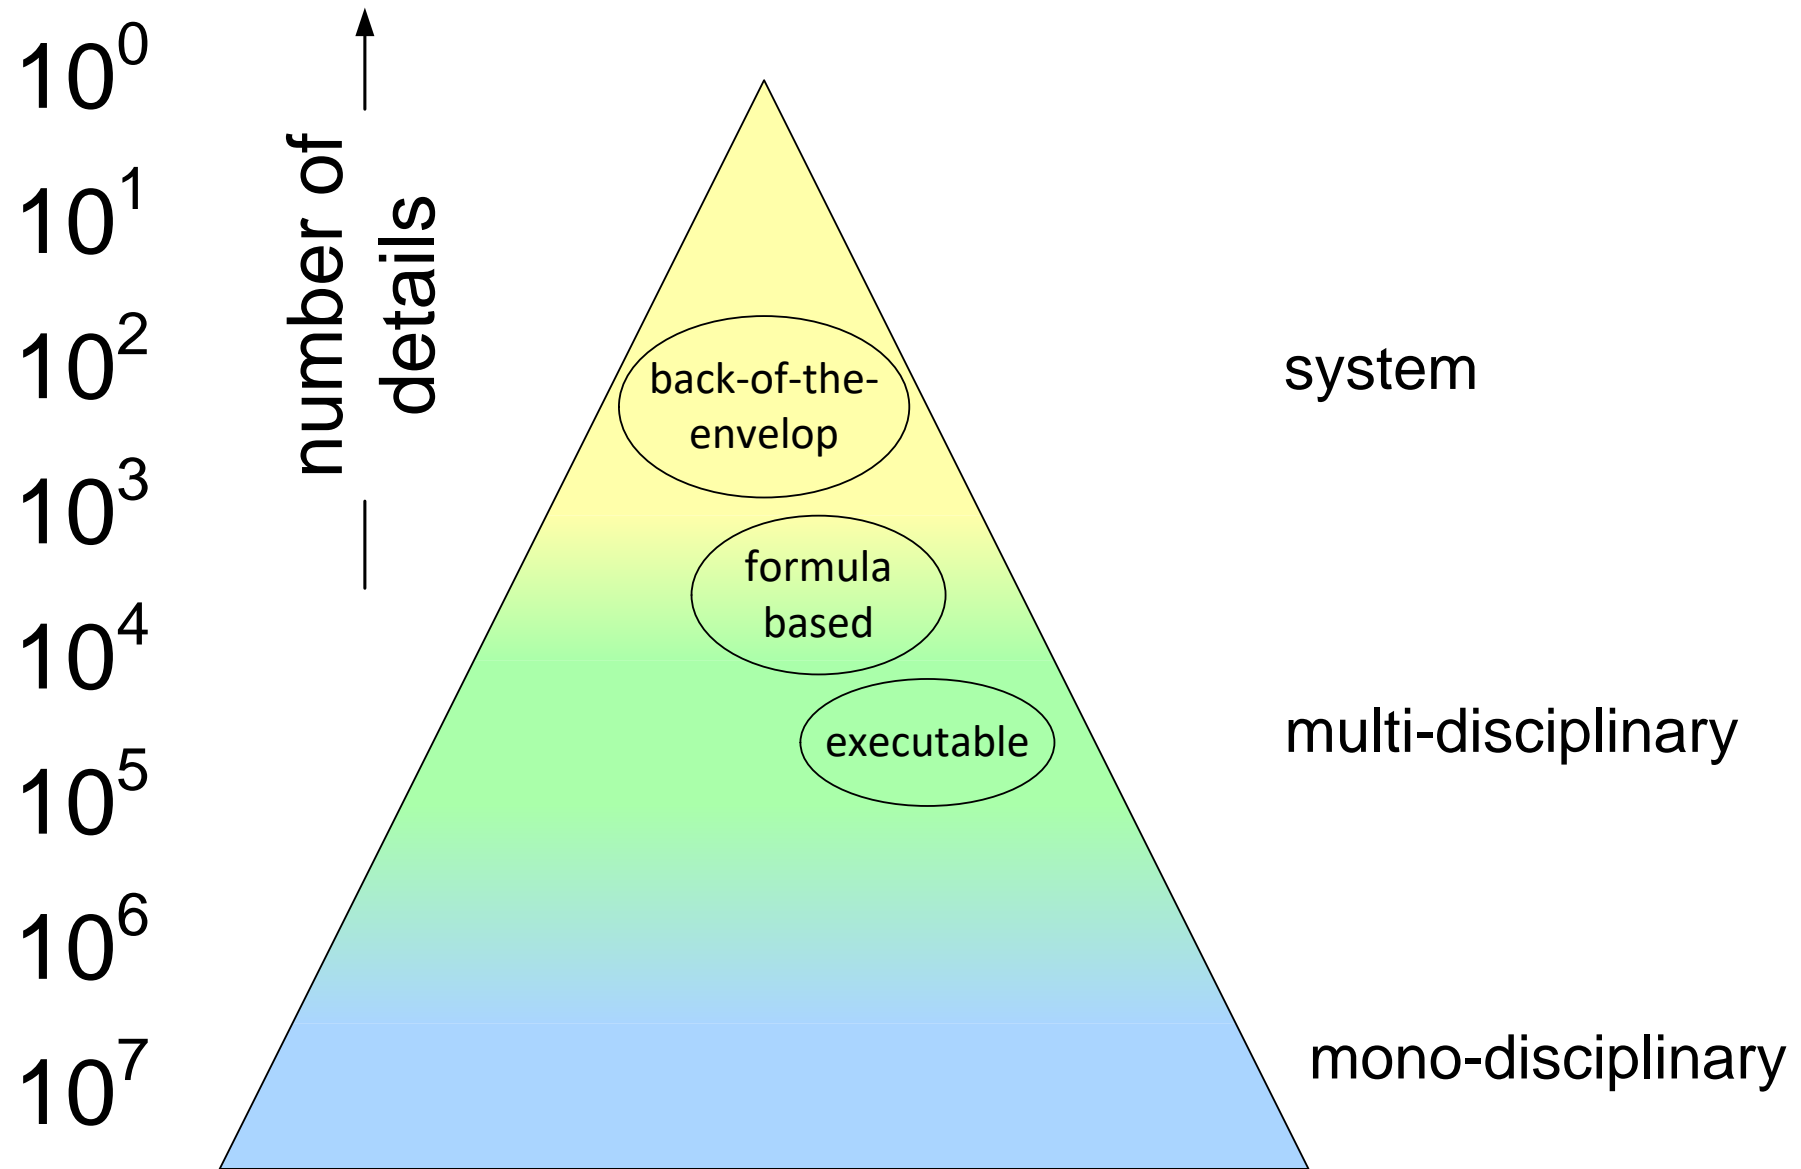 10^0
10^1
10^2
10^3
10^4
10^5
10^6
10^7
number of
details
back-of-the-
envelop
formula
based
executable
system
multi-disciplinary
mono-disciplinary